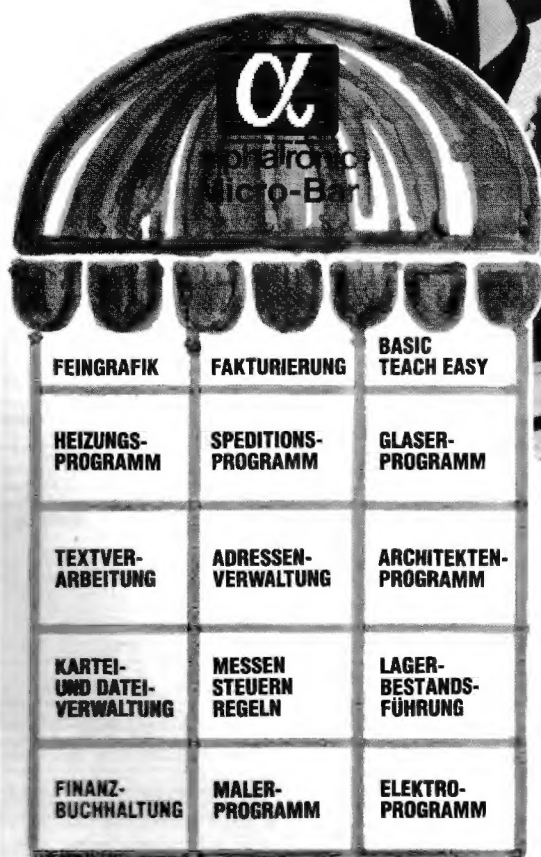 α
alphaTronic
Micro-Bar
FEINGRAFIK
FAKTURIERUNG
BASIC
TEACH EASY
HEIZUNGS-
PROGRAMM
SPEDITIONS-
PROGRAMM
GLASER-
PROGRAMM
TEXTVER-
ARBEITUNG
ADRESSEN-
VERWALTUNG
ARCHITEKTEN-
PROGRAMM
KARTEI-
UND DATEI-
VERWALTUNG
MESSEN
STEUERN
REGELN
LAGER-
BESTANDS-
FÜHRUNG
FINANZ-
BUCHHALTUNG
MALER-
PROGRAMM
ELEKTRO-
PROGRAMM